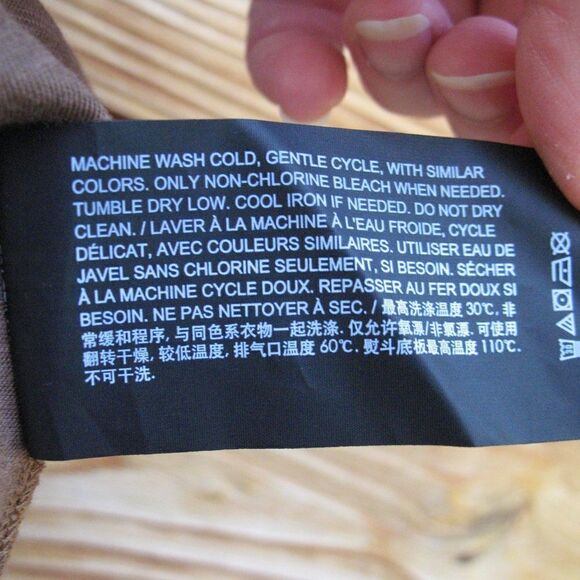 MACHINE WASH COLD, GENTLE CYCLE, WITH SIMILAR
COLORS. ONLY NON-CHLORINE BLEACH WHEN NEEDED.
TUMBLE DRY LOW. COOL IRON IF NEEDED. DO NOT DRY
CLEAN. / LAVER À LA MACHINE À L'EAU FROIDE, CYCLE
DÉLICAT, AVEC COULEURS SIMILAIRES. UTILISER EAU DE
JAVEL SANS CHLORINE SEULEMENT, SI BESOIN. SÉCHER
À LA MACHINE CYCLE DOUX. REPASSER AU FER DOUX SI
BESOIN. NE PAS NETTOYER À SEC. / 最高洗涤温度 30℃. 非
常缓和程序, 与同色系衣物一起洗涤. 仅允许氧漂/非氯漂. 可使用
翻转干燥, 较低温度, 排气口温度 60℃. 熨斗底板最高温度 110℃.
不可干洗.